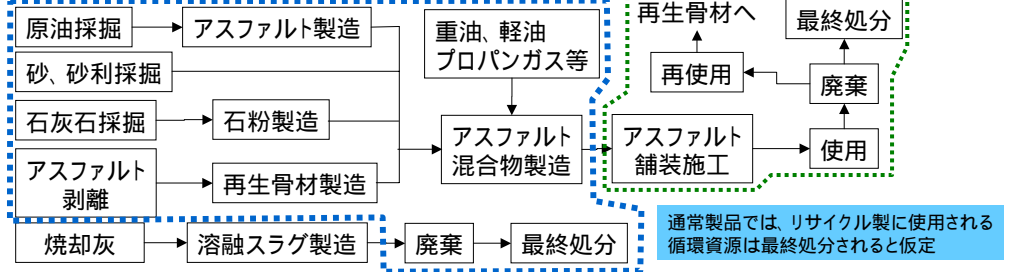 原油採掘
アスファルト製造
砂、砂利採掘
石灰石採掘
石粉製造
アスファルト
剥離
再生骨材製造
重油、軽油
プロパンガス等
アスファルト
混合物製造
アスファルト
舗装施工
使用
廃棄
最終処分
再使用
再生骨材へ
焼却灰
溶融スラグ製造
廃棄
最終処分
通常製品では、リサイクル製に使用される
循環資源は最終処分されると仮定